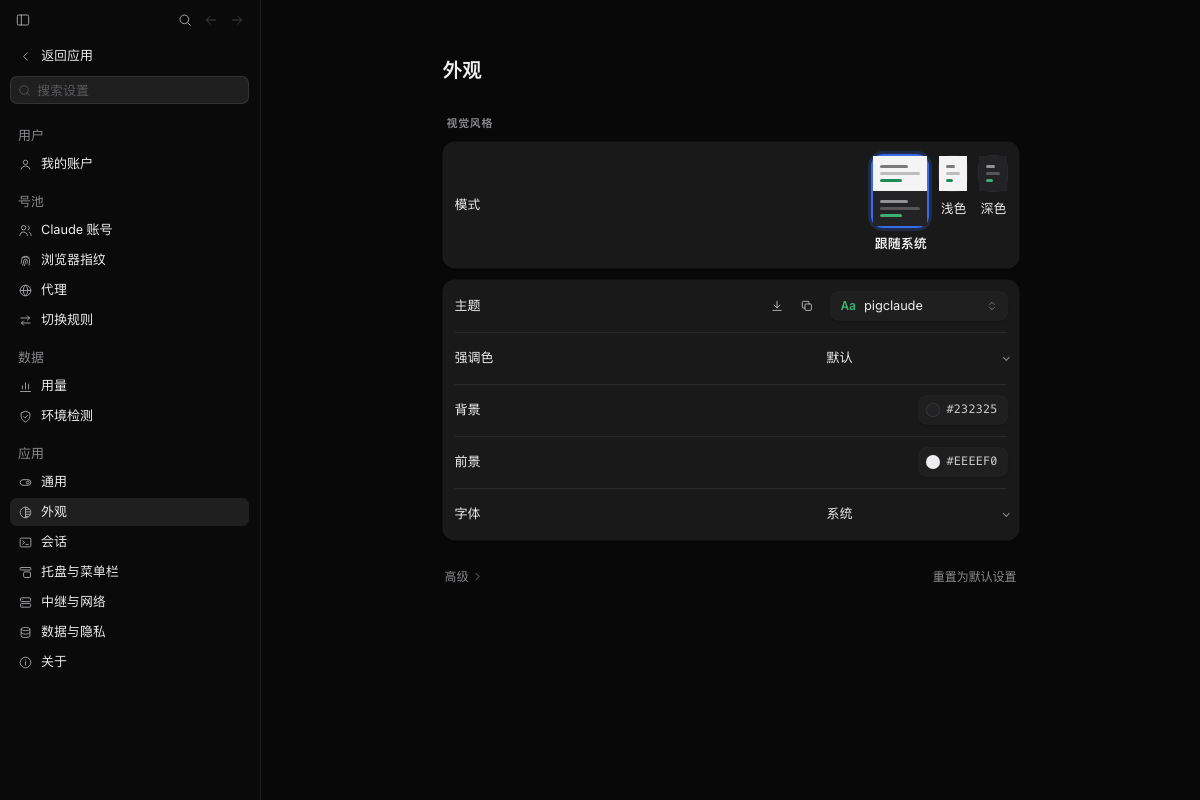 返回应用
搜索设置
用户
我的账户
号池
Claude 账号
浏览器指纹
代理
切换规则
数据
用量
环境检测
应用
通用
外观
会话
托盘与菜单栏
中继与网络
数据与隐私
关于
外观
视觉风格
模式
跟随系统
浅色
深色
主题
Aa pigclaude
强调色
默认
背景
#232325
前景
#EEEEF0
字体
系统
高级
重置为默认设置